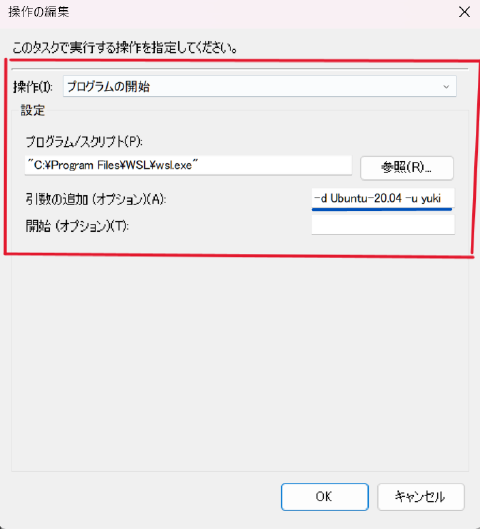 操作の編集
このタスクで実行する操作を指定してください。
操作(I): プログラムの開始
設定
プログラム/スクリプト(P):
"C:¥Program Files¥WSL¥wsl.exe" 参照(R)...
引数の追加 (オプション)(A): -d Ubuntu-20.04 -u yuki
開始 (オプション)(T):
OK キャンセル